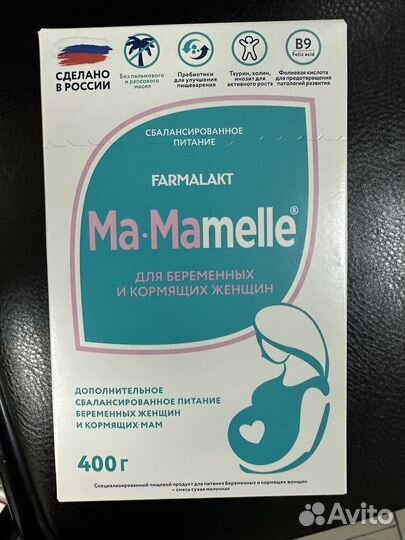 СДЕЛАНО
В РОССИИ
Без пальмового
и рапсового
масел
Пребиотики
для улучшения
пищеварения
Таурин, холин,
инозит для
активного роста
B9
Folic acid
Фолиевая кислота
для предотвращения
патологий развития
СБАЛАНСИРОВАННОЕ
ПИТАНИЕ
FARMALAKT
Ma·Mamelle®
ДЛЯ БЕРЕМЕННЫХ
И КОРМЯЩИХ ЖЕНЩИН
ДОПОЛНИТЕЛЬНОЕ
СБАЛАНСИРОВАННОЕ ПИТАНИЕ
БЕРЕМЕННЫХ ЖЕНЩИН
И КОРМЯЩИХ МАМ
400 г
Специализированный пищевой продукт для питания беременных и кормящих женщин
– смесь сухая молочная
Avito